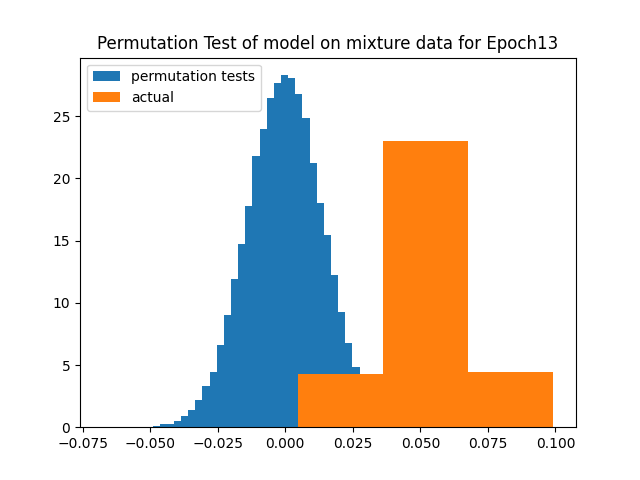 Permutation Test of model on mixture data for Epoch13
permutation tests
actual
25
20
15
10
5
0
−0.075 −0.050 −0.025 0.000 0.025 0.050 0.075 0.100